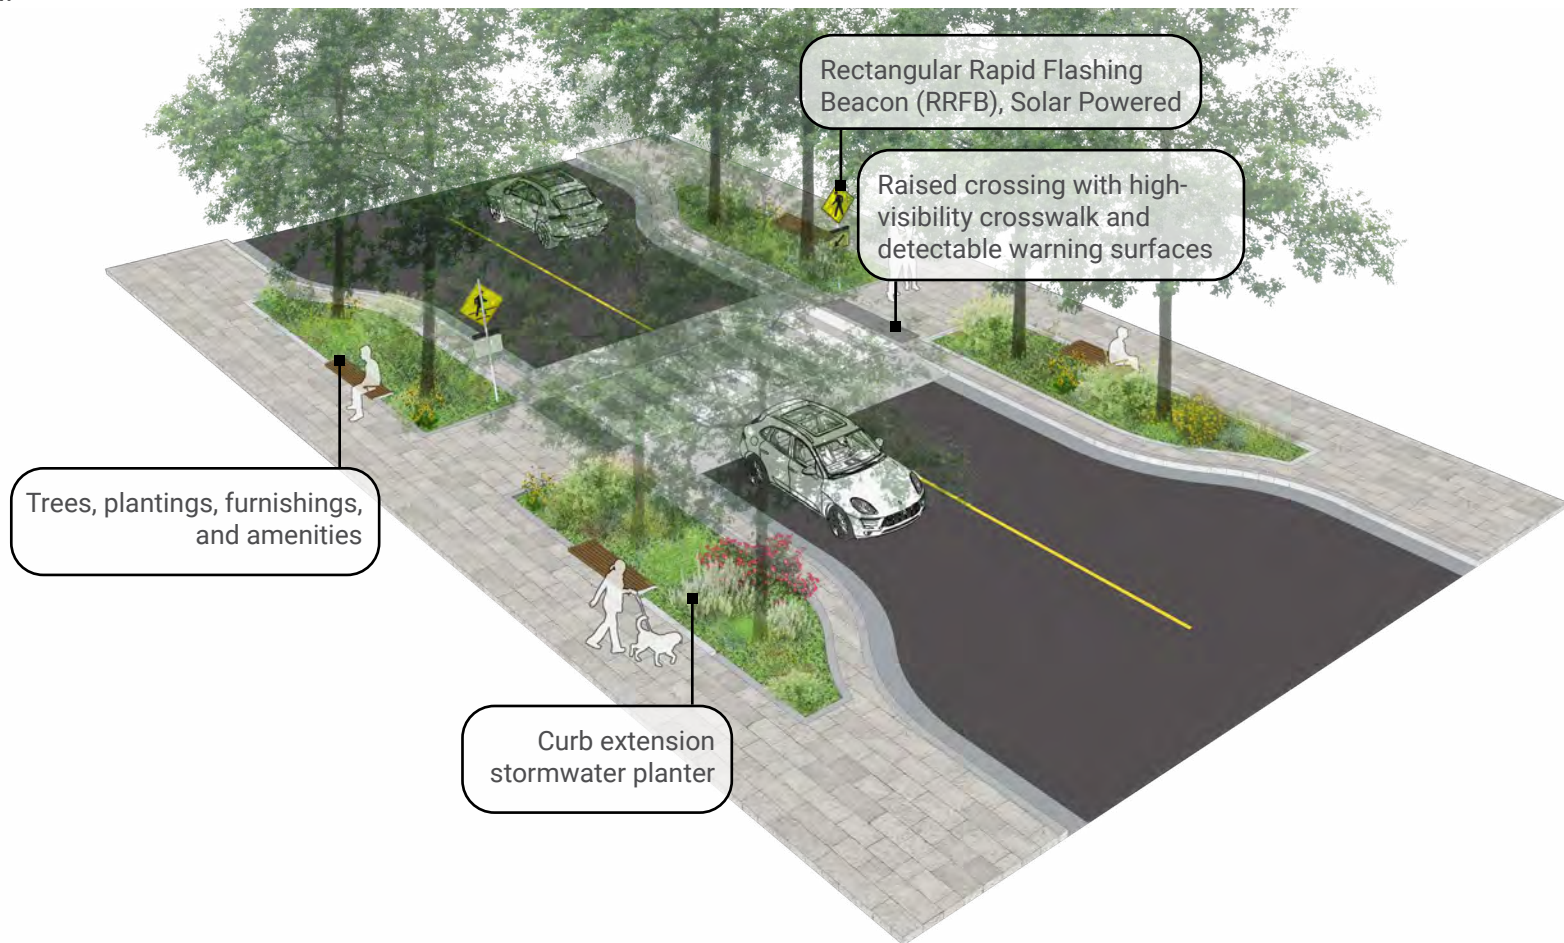 Rectangular Rapid Flashing
Beacon (RRFB), Solar Powered
Raised crossing with high-
visibility crosswalk and
detectable warning surfaces
Trees, plantings, furnishings,
and amenities
Curb extension
stormwater planter